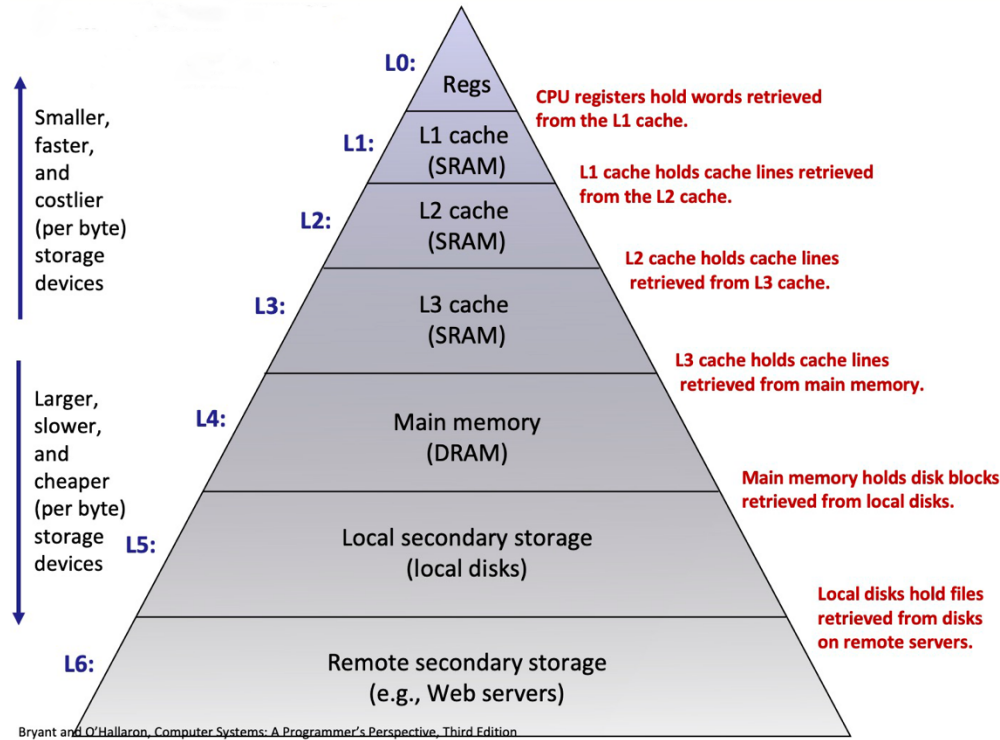 L0:
Regs
CPU registers hold words retrieved
from the L1 cache.
Smaller,
faster,
and
costlier
(per byte)
storage
devices
L1:
L1 cache
(SRAM)
L1 cache holds cache lines retrieved
from the L2 cache.
L2:
L2 cache
(SRAM)
L2 cache holds cache lines
retrieved from L3 cache.
L3:
L3 cache
(SRAM)
L3 cache holds cache lines
retrieved from main memory.
Larger,
slower,
and
cheaper
(per byte)
storage
devices
L4:
Main memory
(DRAM)
Main memory holds disk blocks
retrieved from local disks.
L5:
Local secondary storage
(local disks)
Local disks hold files
retrieved from disks
on remote servers.
L6:
Remote secondary storage
(e.g., Web servers)
Bryant and O'Hallaron, Computer Systems: A Programmer's Perspective, Third Edition